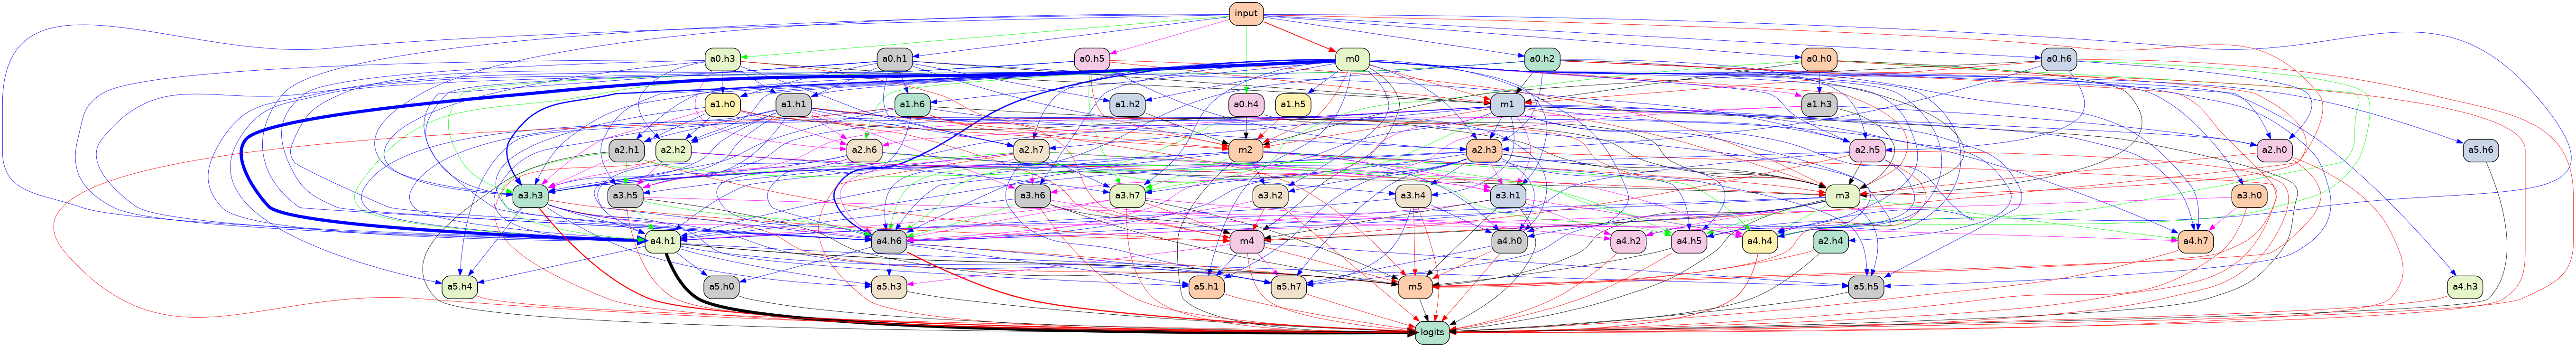 input
a0.h3 a0.h1 a0.h5 m0 a0.h2 a0.h0 a0.h6
a1.h0 a1.h1 a1.h6 a1.h2 a0.h4 a1.h5 m1 a1.h3
a2.h1 a2.h2 a2.h6 a2.h7 m2 a2.h3 a2.h5 a2.h0 a5.h6
a3.h3 a3.h5 a3.h6 a3.h7 a3.h2 a3.h4 a3.h1 m3 a3.h0
a4.h1 a4.h6 m4 a4.h0 a4.h2 a4.h5 a4.h4 a2.h4 a4.h7
a5.h4 a5.h0 a5.h3 a5.h1 a5.h7 m5 a5.h5 a4.h3
logits